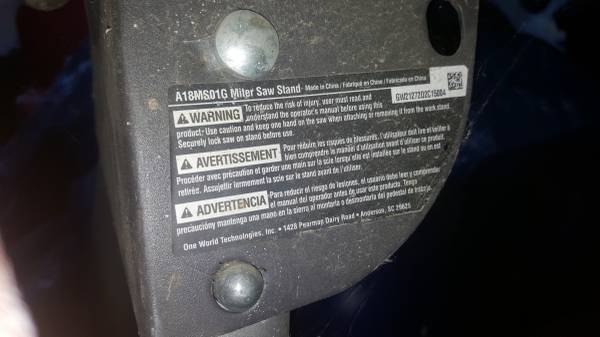 A18MS01G Miter Saw Stand Made in China / Fabriqué en Chine / Fabricado en China
GW21272D2C15004
WARNING To reduce the risk of injury, user must read and
understand the operator's manual before using this
product. Use caution and keep one hand on the saw when attaching or removing it from the work stand.
Securely lock saw on stand before use.
AVERTISSEMENT Pour réduire les risques de blessures, l'utilisateur doit lire et veiller à
bien comprendre le manuel d'utilisation avant d'utiliser ce produit.
Procéder avec précaution et garder une main sur la scie lorsqu'elle est installée sur le stand ou en est
retirée. Assujettir fermement la scie sur le stand avant de l'utiliser.
ADVERTENCIA Para reducir el riesgo de lesiones, el usuario debe leer y comprender
el manual del operador antes de usar este producto. Tenga
precaución y mantenga una mano en la sierra al montarla o desmontarla del pedestal de trabajo.
One World Technologies, Inc. • 1428 Pearman Dairy Road • Anderson, SC 29625